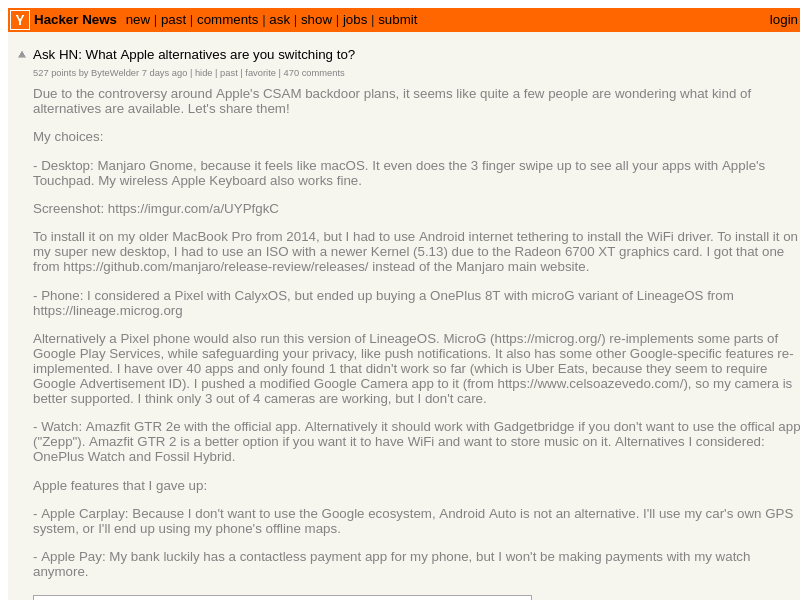 Y Hacker News new | past | comments | ask | show | jobs | submit login
Ask HN: What Apple alternatives are you switching to?
527 points by ByteWelder 7 days ago | hide | past | favorite | 470 comments
Due to the controversy around Apple's CSAM backdoor plans, it seems like quite a few people are wondering what kind of
alternatives are available. Let's share them!
My choices:
- Desktop: Manjaro Gnome, because it feels like macOS. It even does the 3 finger swipe up to see all your apps with Apple's
Touchpad. My wireless Apple Keyboard also works fine.
Screenshot: https://imgur.com/a/UYPfgkC
To install it on my older MacBook Pro from 2014, but I had to use Android internet tethering to install the WiFi driver. To install it on
my super new desktop, I had to use an ISO with a newer Kernel (5.13) due to the Radeon 6700 XT graphics card. I got that one
from https://github.com/manjaro/release-review/releases/ instead of the Manjaro main website.
- Phone: I considered a Pixel with CalyxOS, but ended up buying a OnePlus 8T with microG variant of LineageOS from
https://lineage.microg.org
Alternatively a Pixel phone would also run this version of LineageOS. MicroG (https://microg.org/) re-implements some parts of
Google Play Services, while safeguarding your privacy, like push notifications. It also has some other Google-specific features re-
implemented. I have over 40 apps and only found 1 that didn't work so far (which is Uber Eats, because they seem to require
Google Advertisement ID). I pushed a modified Google Camera app to it (from https://www.celsoazevedo.com/), so my camera is
better supported. I think only 3 out of 4 cameras are working, but I don't care.
- Watch: Amazfit GTR 2e with the official app. Alternatively it should work with Gadgetbridge if you don't want to use the offical app
("Zepp"). Amazfit GTR 2 is a better option if you want it to have WiFi and want to store music on it. Alternatives I considered:
OnePlus Watch and Fossil Hybrid.
Apple features that I gave up:
- Apple Carplay: Because I don't want to use the Google ecosystem, Android Auto is not an alternative. I'll use my car's own GPS
system, or I'll end up using my phone's offline maps.
- Apple Pay: My bank luckily has a contactless payment app for my phone, but I won't be making payments with my watch
anymore.